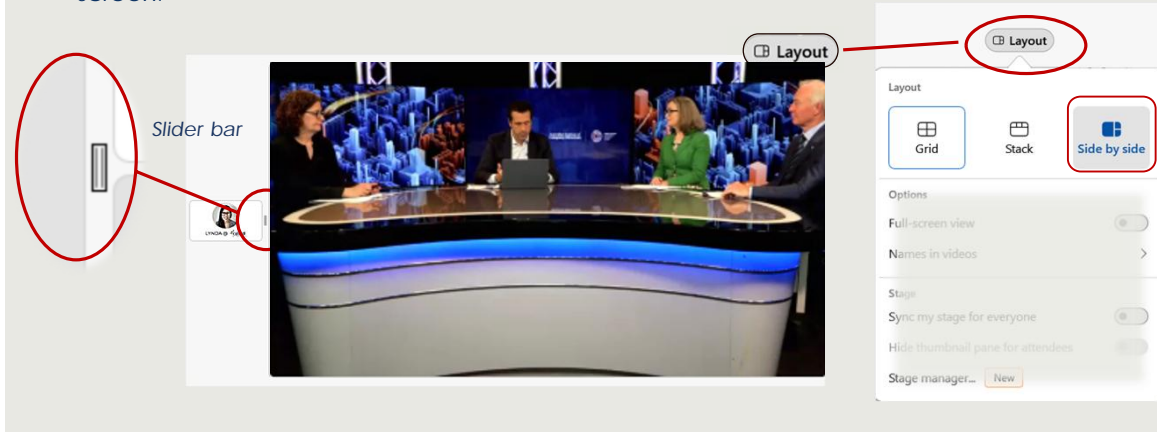 screen.
Layout
Layout
Slider bar
Layout
Grid
Stack
Side by side
Options
Full-screen view
Names in videos
Stage
Sync my stage for everyone
Hide thumbnail pane for attendees
Stage manager...
New